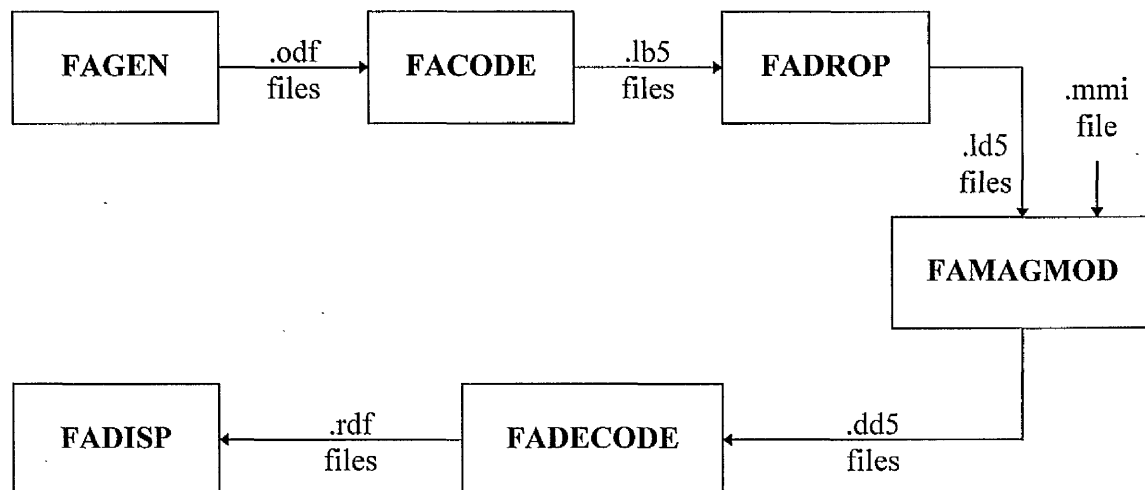 FAGEN
.odf
files
FACODE
.lb5
files
FADROP
.ld5
files
.mmi
file
FAMAGMOD
.dd5
files
FADECODE
.rdf
files
FADISP